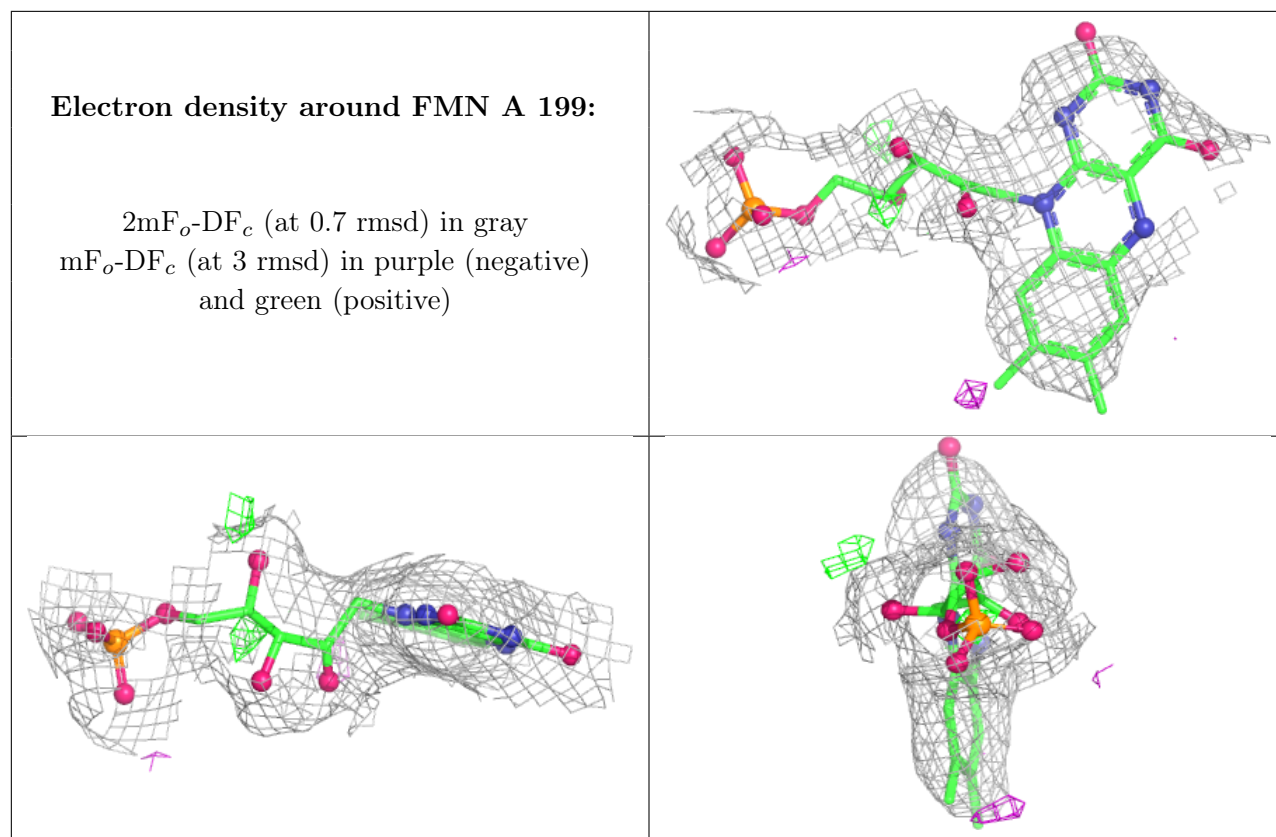 Electron density around FMN A 199:
2mFo-DFc (at 0.7 rmsd) in gray
mFo-DFc (at 3 rmsd) in purple (negative)
and green (positive)